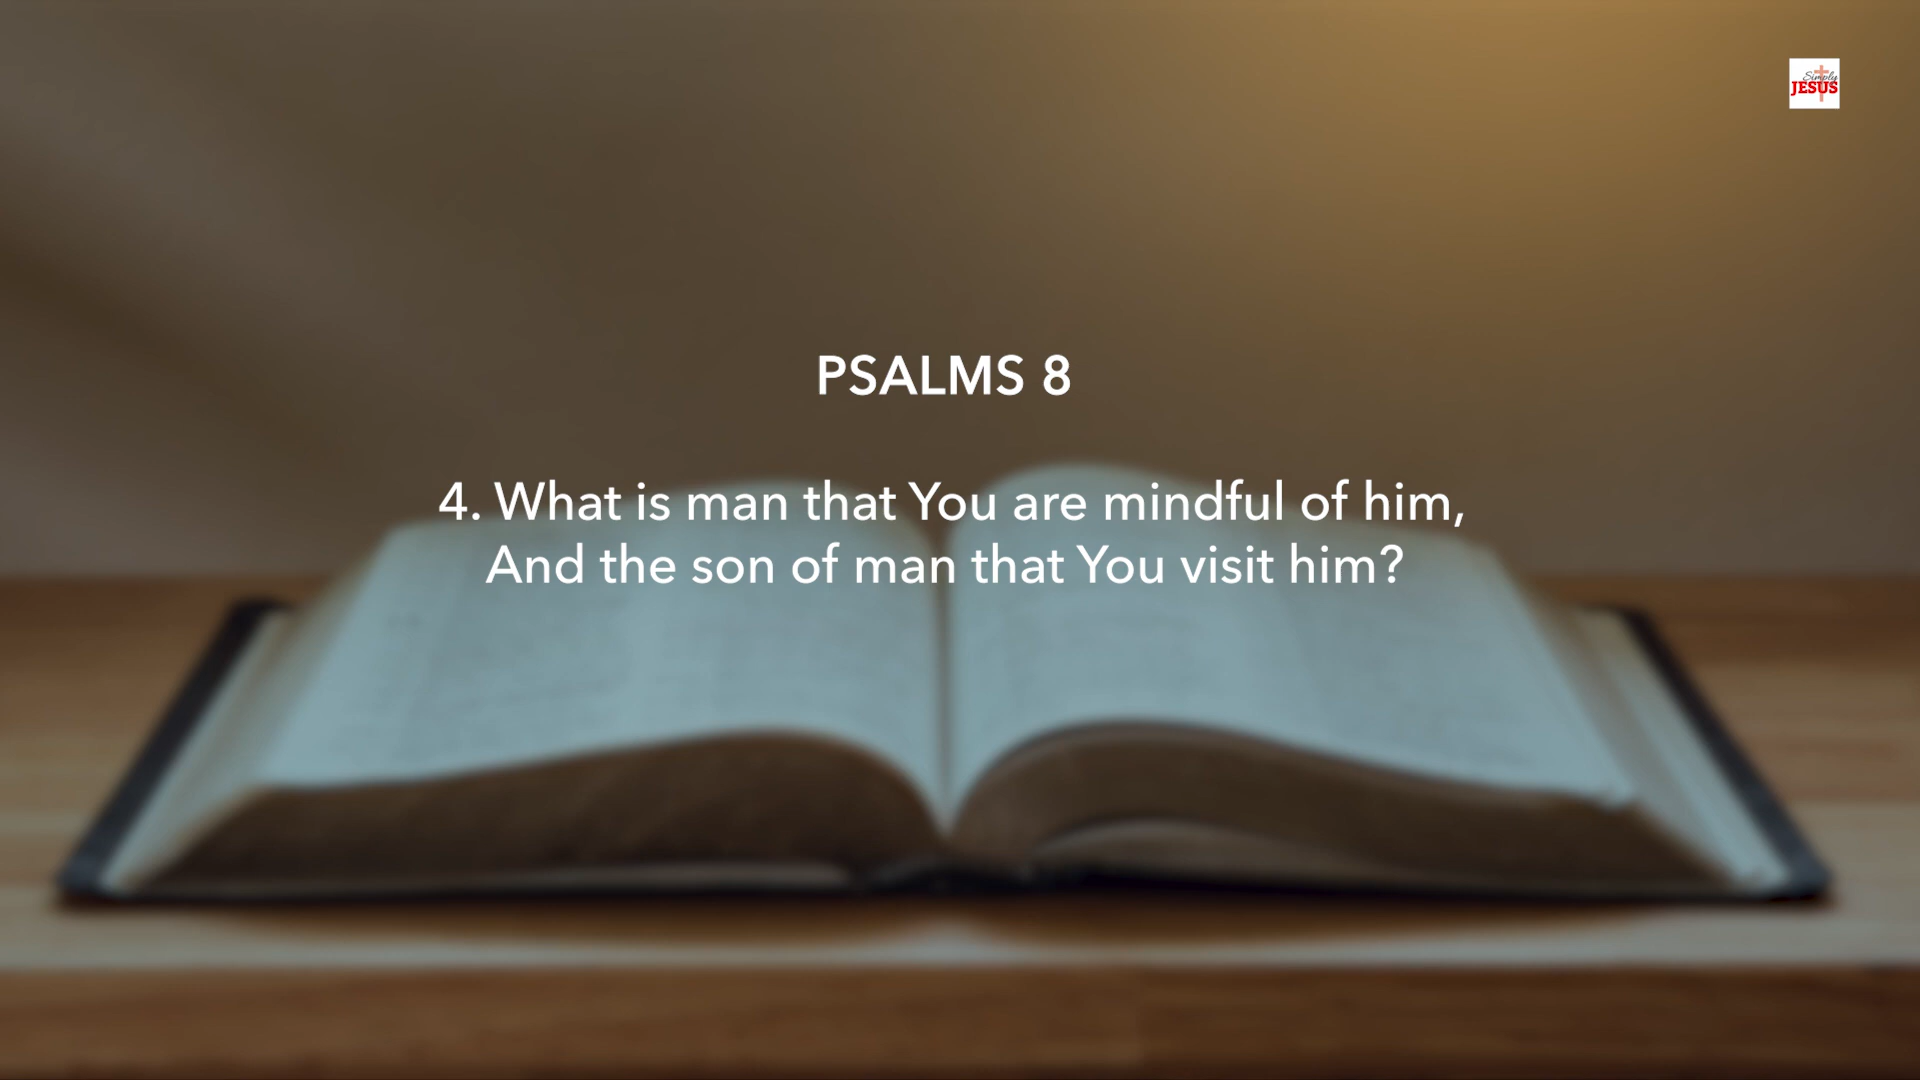 Simply
JESUS
PSALMS 8
4. What is man that You are mindful of him,
And the son of man that You visit him?